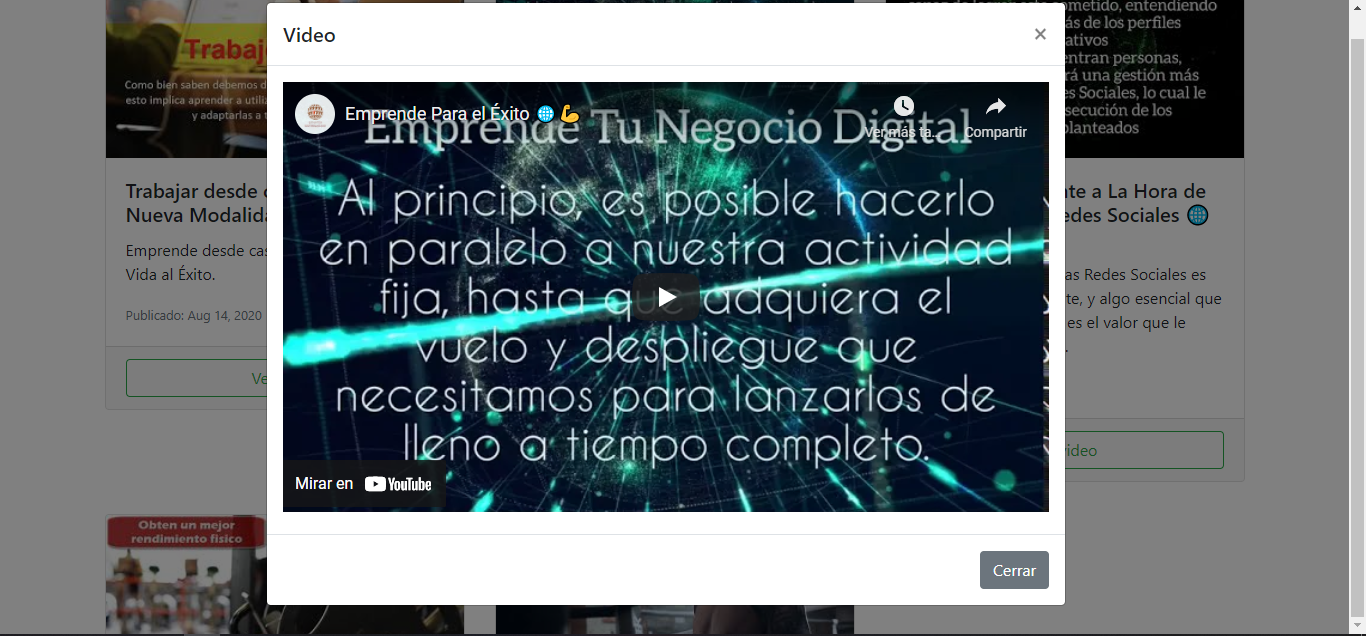 Video
×
Emprende Para el Éxito 🌐 💪
Ver más ta...
Compartir
Emprende Tu Negocio Digital
Al principio, es posible hacerlo
en paralelo a nuestra actividad
fija, hasta que adquiera el
vuelo y despliegue que
necesitamos para lanzarlos de
lleno a tiempo completo.
Mirar en YouTube
Cerrar
Trabaj
Como bien saben debemos d
esto implica aprender a utiliz
y adaptarlas a t
Trabajar desde c
Nueva Modalida
Emprende desde cas
Vida al Éxito.
Publicado: Aug 14, 2020
Ve
ometido, entendiendo
ás de los perfiles
ativos
entran personas,
rá una gestión más
es Sociales, lo cual le
secución de los
planteados
nte a La Hora de
edes Sociales 🌐
as Redes Sociales es
te, y algo esencial que
es el valor que le
video
Obten un mejor
rendimiento fisico